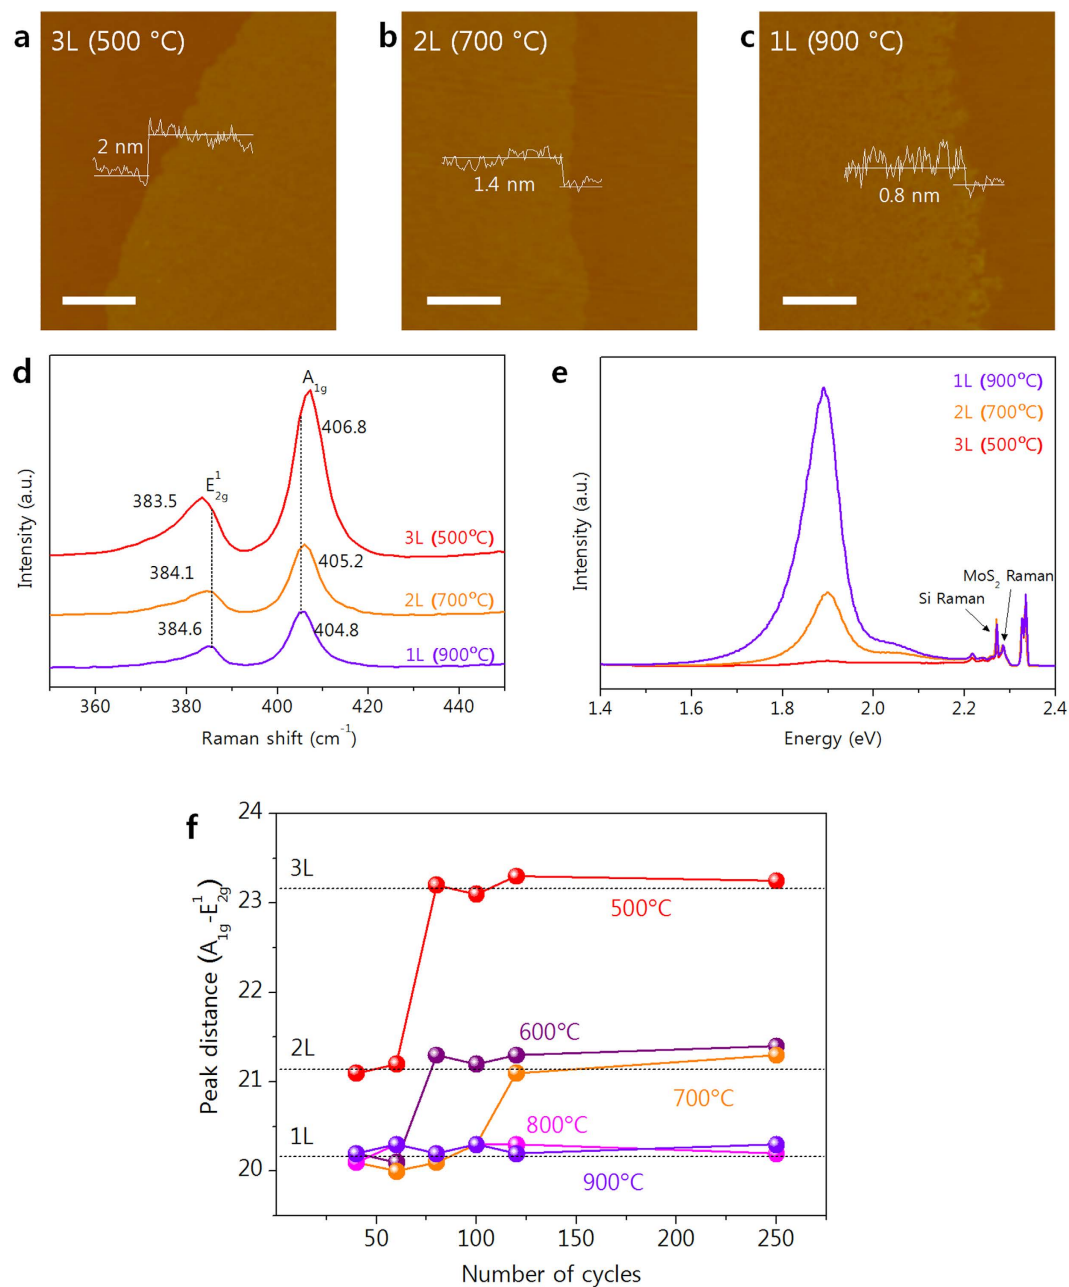 a
3L (500 °C)
2 nm
b
2L (700 °C)
1.4 nm
c
1L (900 °C)
0.8 nm
d
A₁g
406.8
E¹₂g
383.5
3L (500°C)
384.1
405.2
2L (700°C)
384.6
404.8
1L (900°C)
Intensity (a.u.)
360 380 400 420 440
Raman shift (cm⁻¹)
e
1L (900°C)
2L (700°C)
3L (500°C)
Intensity (a.u.)
MoS₂ Raman
Si Raman
1.4 1.6 1.8 2.0 2.2 2.4
Energy (eV)
f
24
23
22
21
20
Peak distance (A₁g-E¹₂g)
3L
500°C
600°C
2L
700°C
800°C
1L
900°C
50 100 150 200 250
Number of cycles